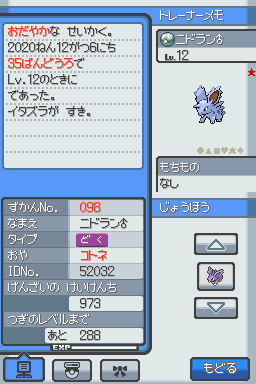 おだやかな せいかく。
2020ねん12がつ6にち
35ばんどうろで
Lv.12のときに
であった。
イタズラが すき。
トレーナーメモ
ニドラン♂
Lv.12
もちもの
なし
ずかんNo. 098
なまえ ニドラン♂
タイプ どく
おや コトネ
IDNo. 52032
げんざいの けいけんち
973
つぎのレベルまで
あと 288
EXP
じょうほう
もどる